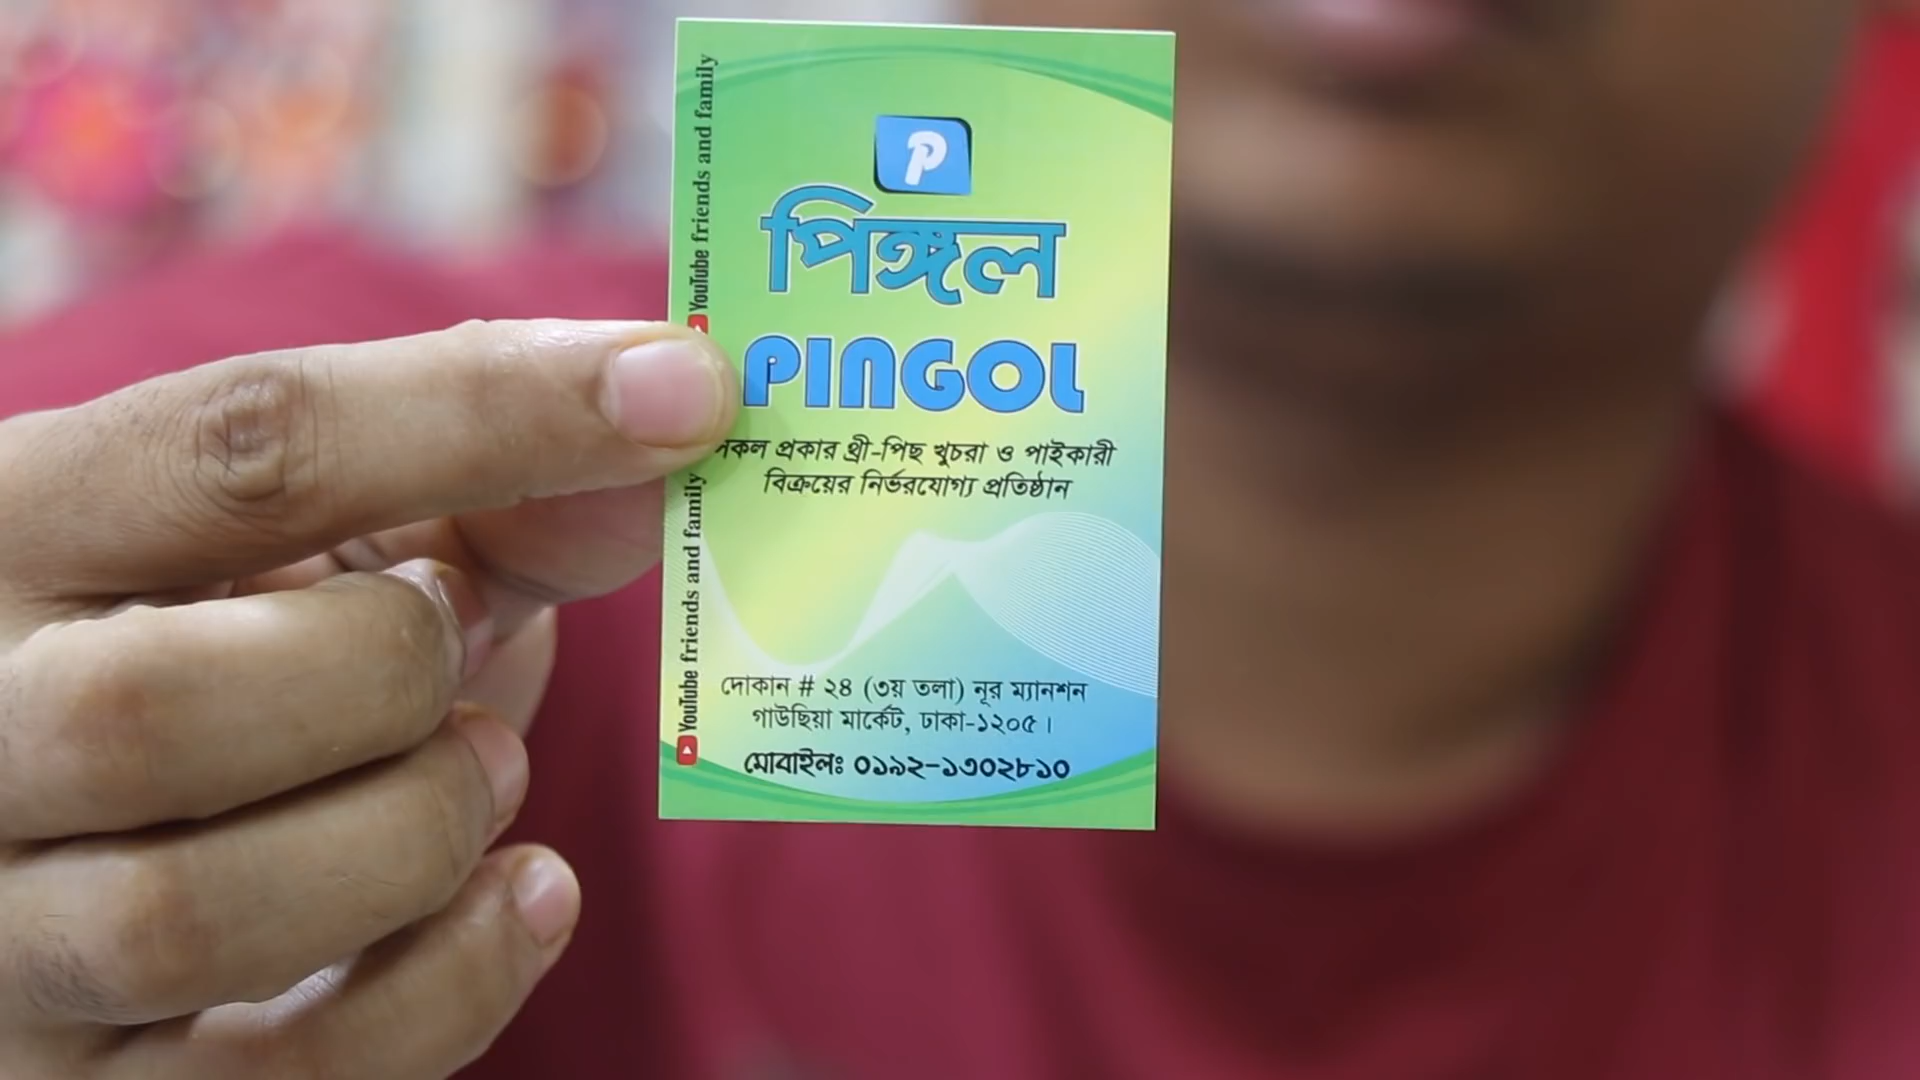 P
পিঙ্গল
PINGOL
সকল প্রকার থ্রী-পিছ খুচরা ও পাইকারী
বিক্রয়ের নির্ভরযোগ্য প্রতিষ্ঠান
দোকান # ২৪ (৩য় তলা) নূর ম্যানশন
গাউছিয়া মার্কেট, ঢাকা-১২০৫।
মোবাইলঃ ০১৯২-১৩০২৮১০
YouTube friends and family
YouTube friends and family